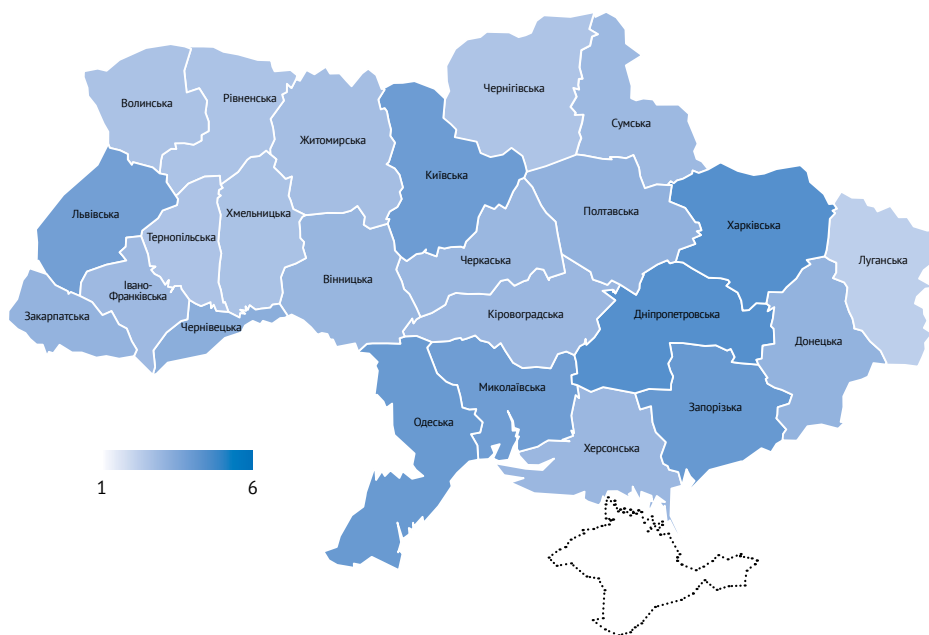 Волинська
Рівненська
Житомирська
Чернігівська
Сумська
Київська
Львівська
Тернопільська
Хмельницька
Вінницька
Черкаська
Полтавська
Харківська
Луганська
Івано-
Франківська
Закарпатська
Чернівецька
Кіровоградська
Дніпропетровська
Донецька
Миколаївська
Одеська
Запорізька
Херсонська
1
6